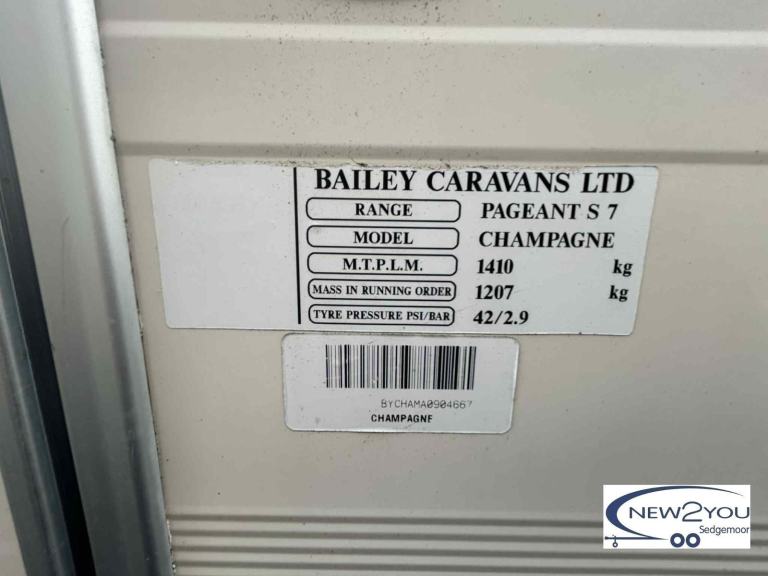 BAILEY CARAVANS LTD
RANGE PAGEANT S 7
MODEL CHAMPAGNE
M.T.P.L.M. 1410 kg
MASS IN RUNNING ORDER 1207 kg
TYRE PRESSURE PSI/BAR 42/2.9
BYCHAMA0904667
CHAMPAGNE
NEW2YOU
Sedgemoor